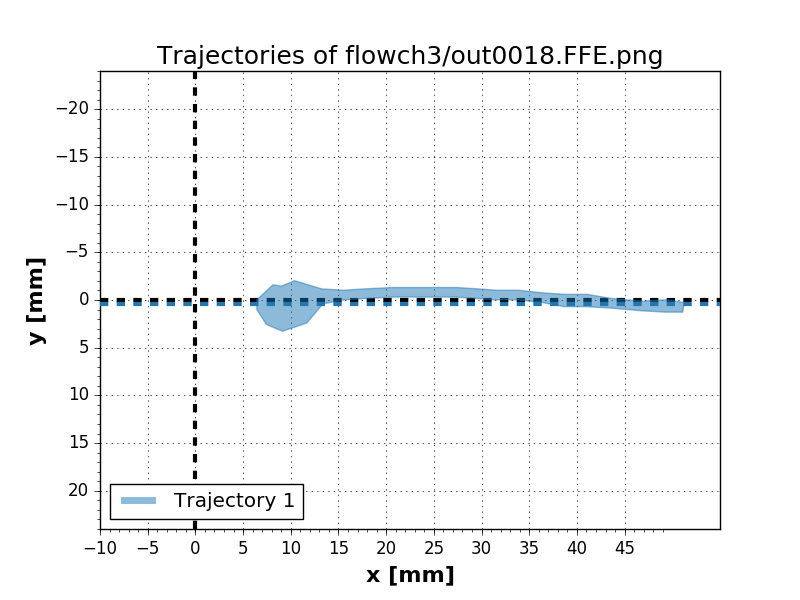 Trajectories of flowch3/out0018.FFE.png
y [mm]
−20
−15
−10
−5
0
5
10
15
20
Trajectory 1
−10 −5 0 5 10 15 20 25 30 35 40 45
x [mm]